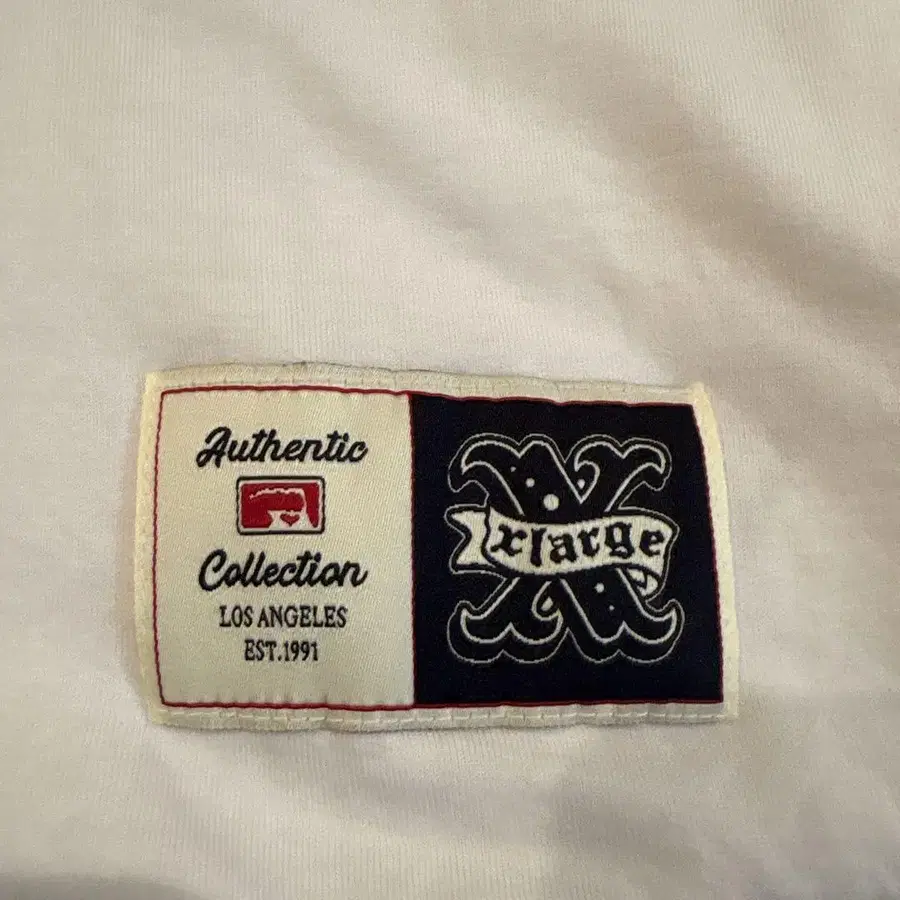 Authentic
Collection
LOS ANGELES
EST.1991
xlarge